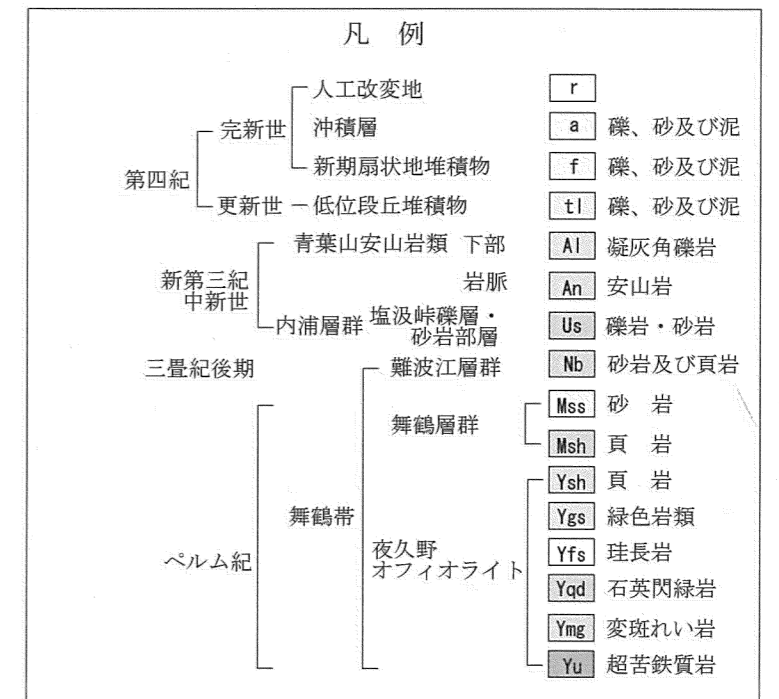 凡 例
人工改変地 r
完新世 沖積層 a 礫、砂及び泥
新期扇状地堆積物 f 礫、砂及び泥
第四紀
更新世 低位段丘堆積物 tl 礫、砂及び泥
青葉山安山岩類 下部 Al 凝灰角礫岩
新第三紀
中新世
岩脈 An 安山岩
内浦層群 塩汲峠礫層・
砂岩部層
Us 礫岩・砂岩
三畳紀後期 難波江層群 Nb 砂岩及び頁岩
舞鶴層群
Mss 砂 岩
Msh 頁 岩
舞鶴帯
ペルム紀
夜久野
オフィオライト
Ysh 頁 岩
Ygs 緑色岩類
Yfs 珪長岩
Yqd 石英閃緑岩
Ymg 変斑れい岩
Yu 超苦鉄質岩